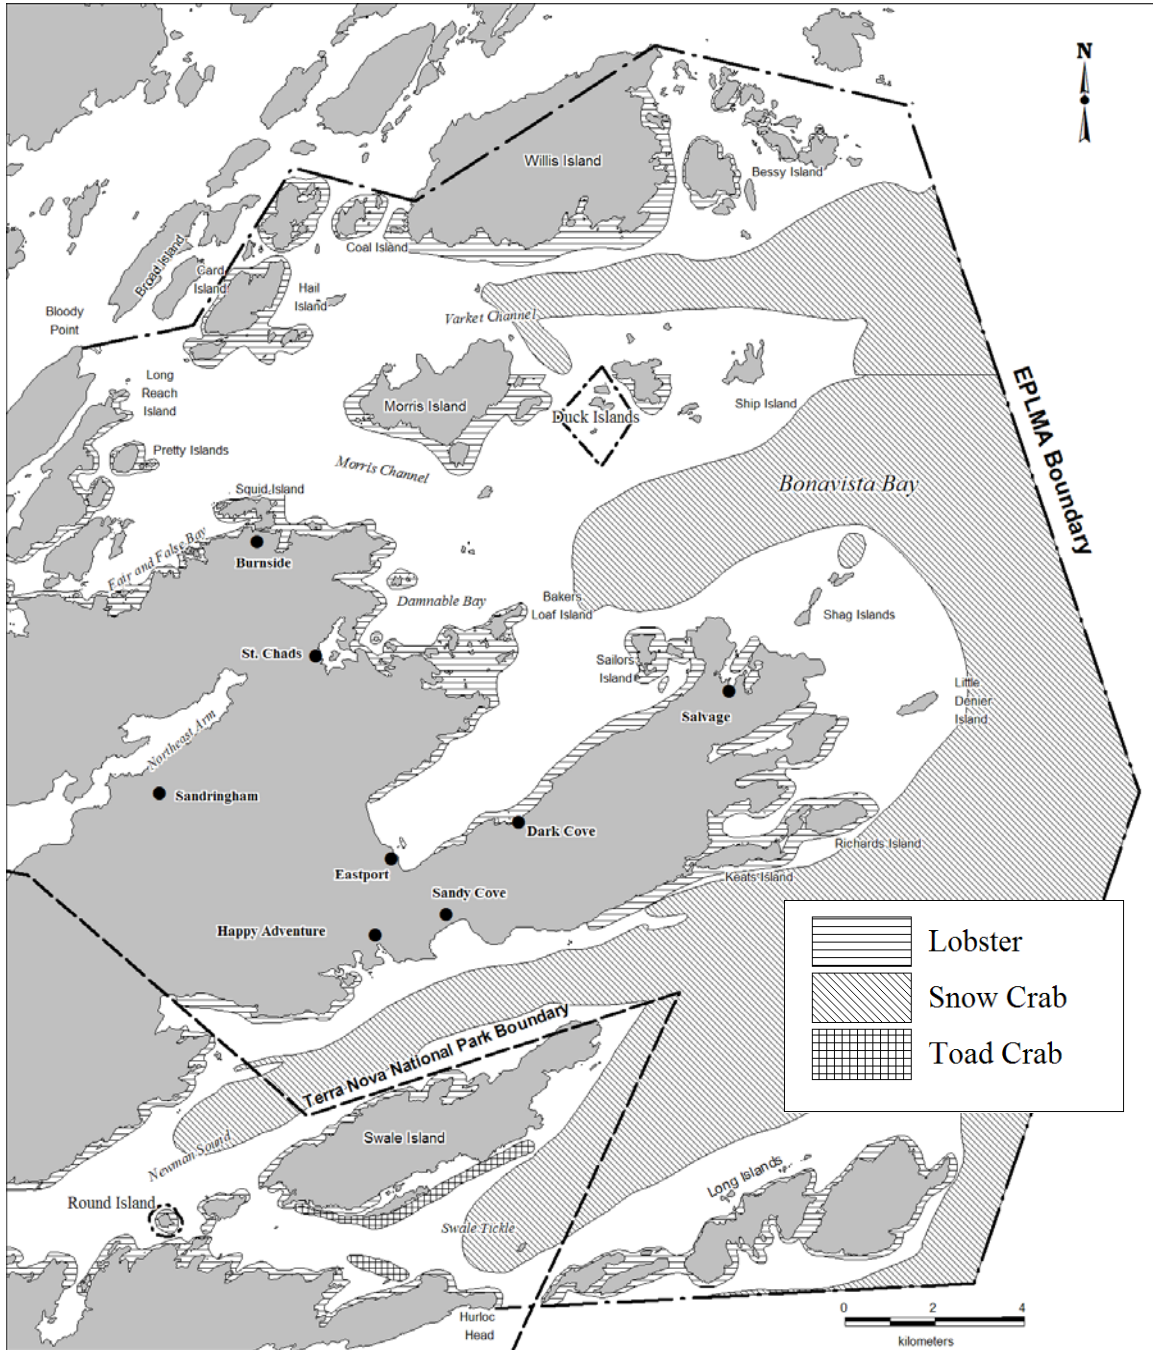 N
Willis Island
Bessy Island
Coal Island
Broad Island
Card
Island
Hail
Island
Bloody
Point
Varket Channel
Long
Reach
Island
Morris Island
Duck Islands
Ship Island
EPLMA Boundary
Pretty Islands
Morris Channel
Bonavista Bay
Squid Island
Fair and False Bay
Burnside
Damnable Bay
Bakers
Loaf Island
Shag Islands
St. Chads
Sailors
Island
Little
Denier
Island
Salvage
Northeast Arm
Sandringham
Dark Cove
Richards Island
Eastport
Keats Island
Sandy Cove
Happy Adventure
Lobster
Snow Crab
Toad Crab
Terra Nova National Park Boundary
Newman Sound
Swale Island
Long Islands
Round Island
Swale Tickle
Hurloc
Head
0 2 4
kilometers